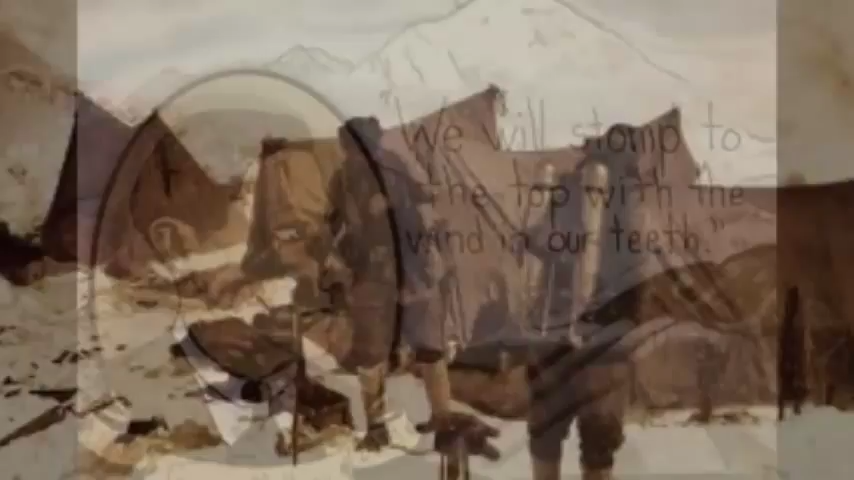 "We will stomp to
the top with the
wind in our teeth."